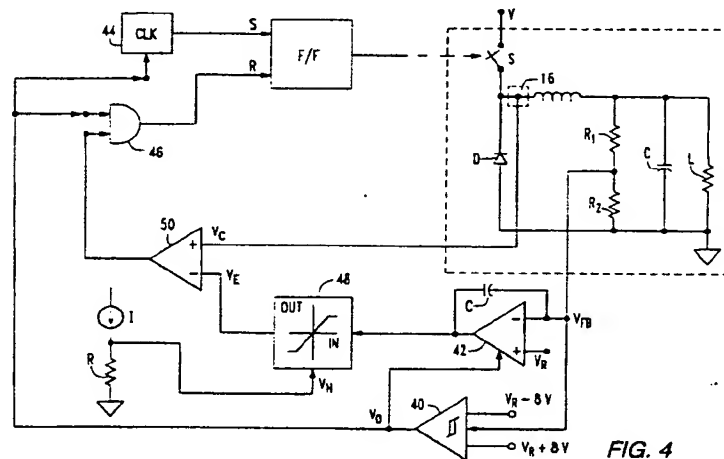 44
CLK
S
F/F
R
V
S
16
46
D
R1
R2
C
L
50
VC
VE
48
OUT
IN
VH
I
R
C
42
VFB
VR
VO
40
VR - δV
VR + δV
FIG. 4